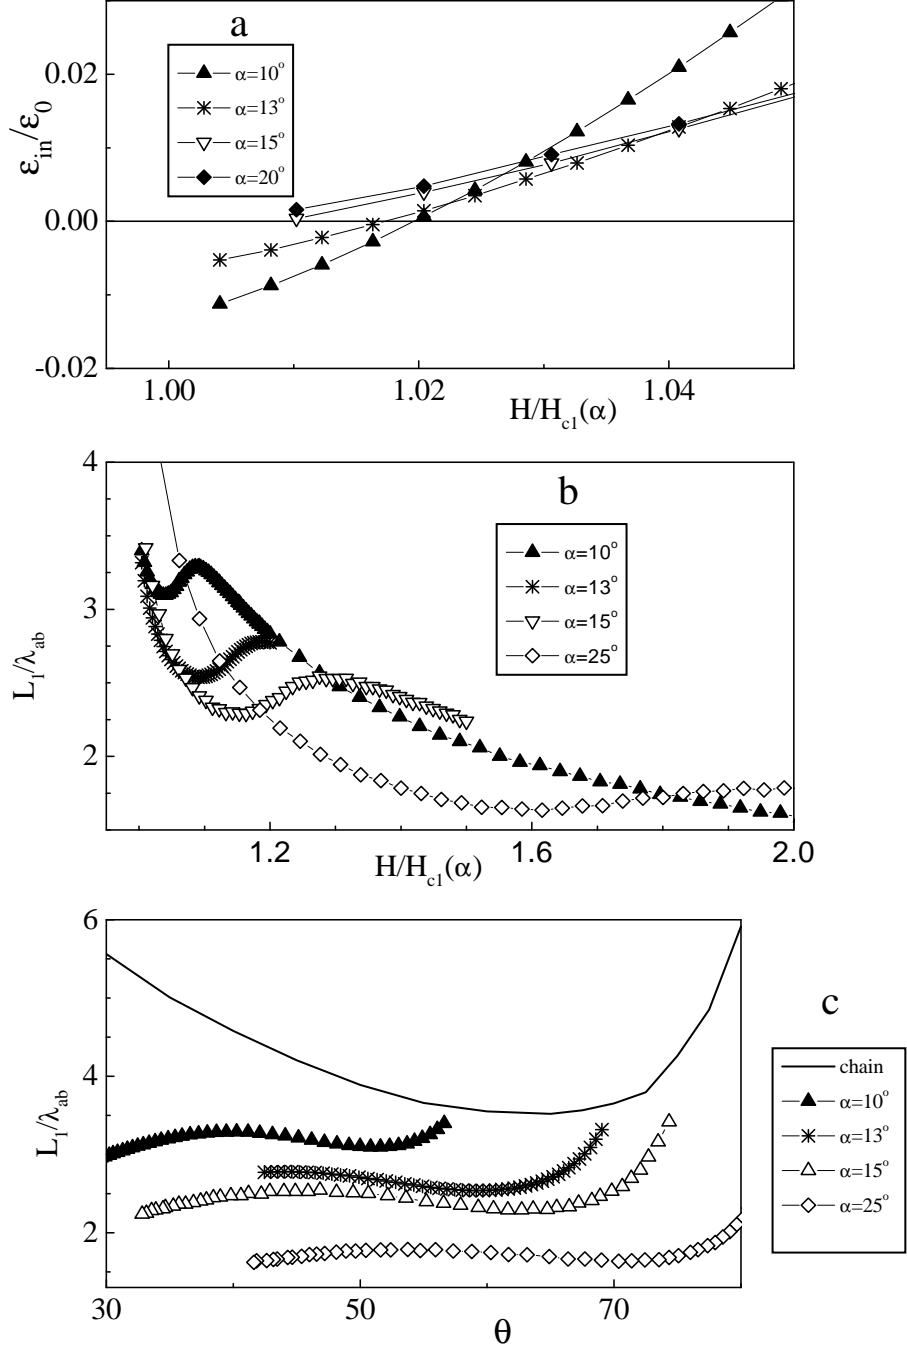 a
α=10°
α=13°
α=15°
α=20°
0.02
0.00
-0.02
ε_in/ε_0
1.00
1.02
1.04
H/H_c1(α)
b
α=10°
α=13°
α=15°
α=25°
4
3
2
L_1/λ_ab
1.2
1.6
2.0
H/H_c1(α)
c
chain
α=10°
α=13°
α=15°
α=25°
6
4
2
L_1/λ_ab
30
50
70
θ